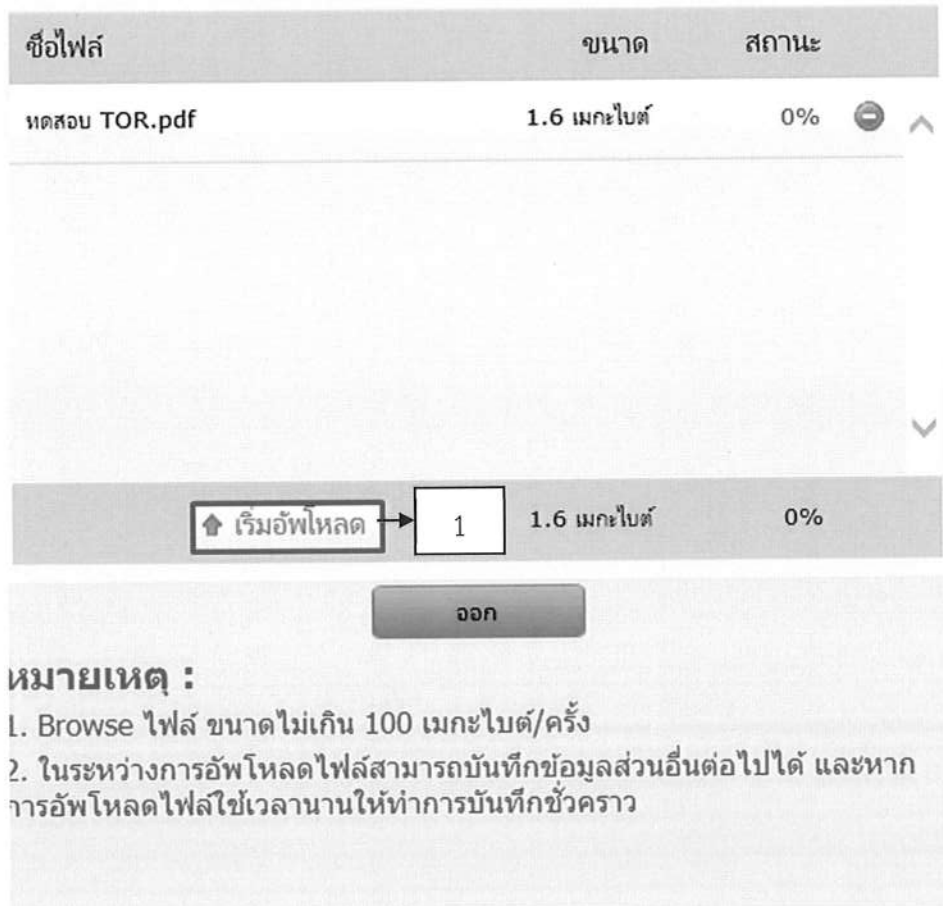 ชื่อไฟล์ ขนาด สถานะ
ทดสอบ TOR.pdf 1.6 เมกะไบต์ 0%
เริ่มอัพโหลด 1 1.6 เมกะไบต์ 0%
ออก
หมายเหตุ :
1. Browse ไฟล์ ขนาดไม่เกิน 100 เมกะไบต์/ครั้ง
2. ในระหว่างการอัพโหลดไฟล์สามารถบันทึกข้อมูลส่วนอื่นต่อไปได้ และหาก
การอัพโหลดไฟล์ใช้เวลานานให้ทำการบันทึกชั่วคราว